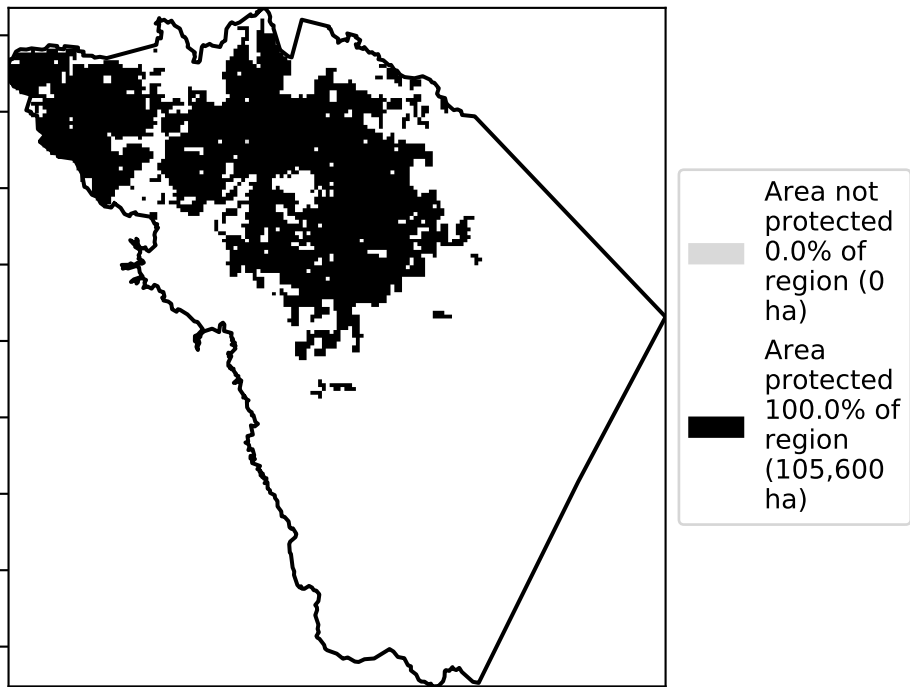 Area not
protected
0.0% of
region (0
ha)
Area
protected
100.0% of
region
(105,600
ha)